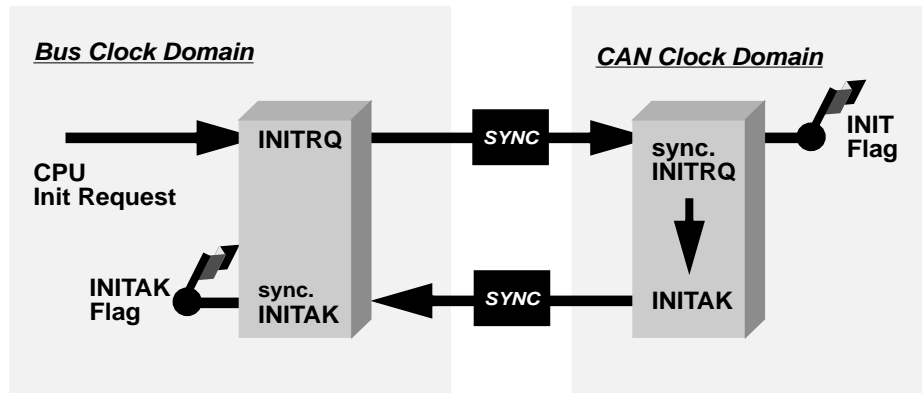 Bus Clock Domain
CAN Clock Domain
CPU
Init Request
INITRQ
SYNC
sync.
INITRQ
INIT
Flag
INITAK
Flag
sync.
INITAK
SYNC
INITAK